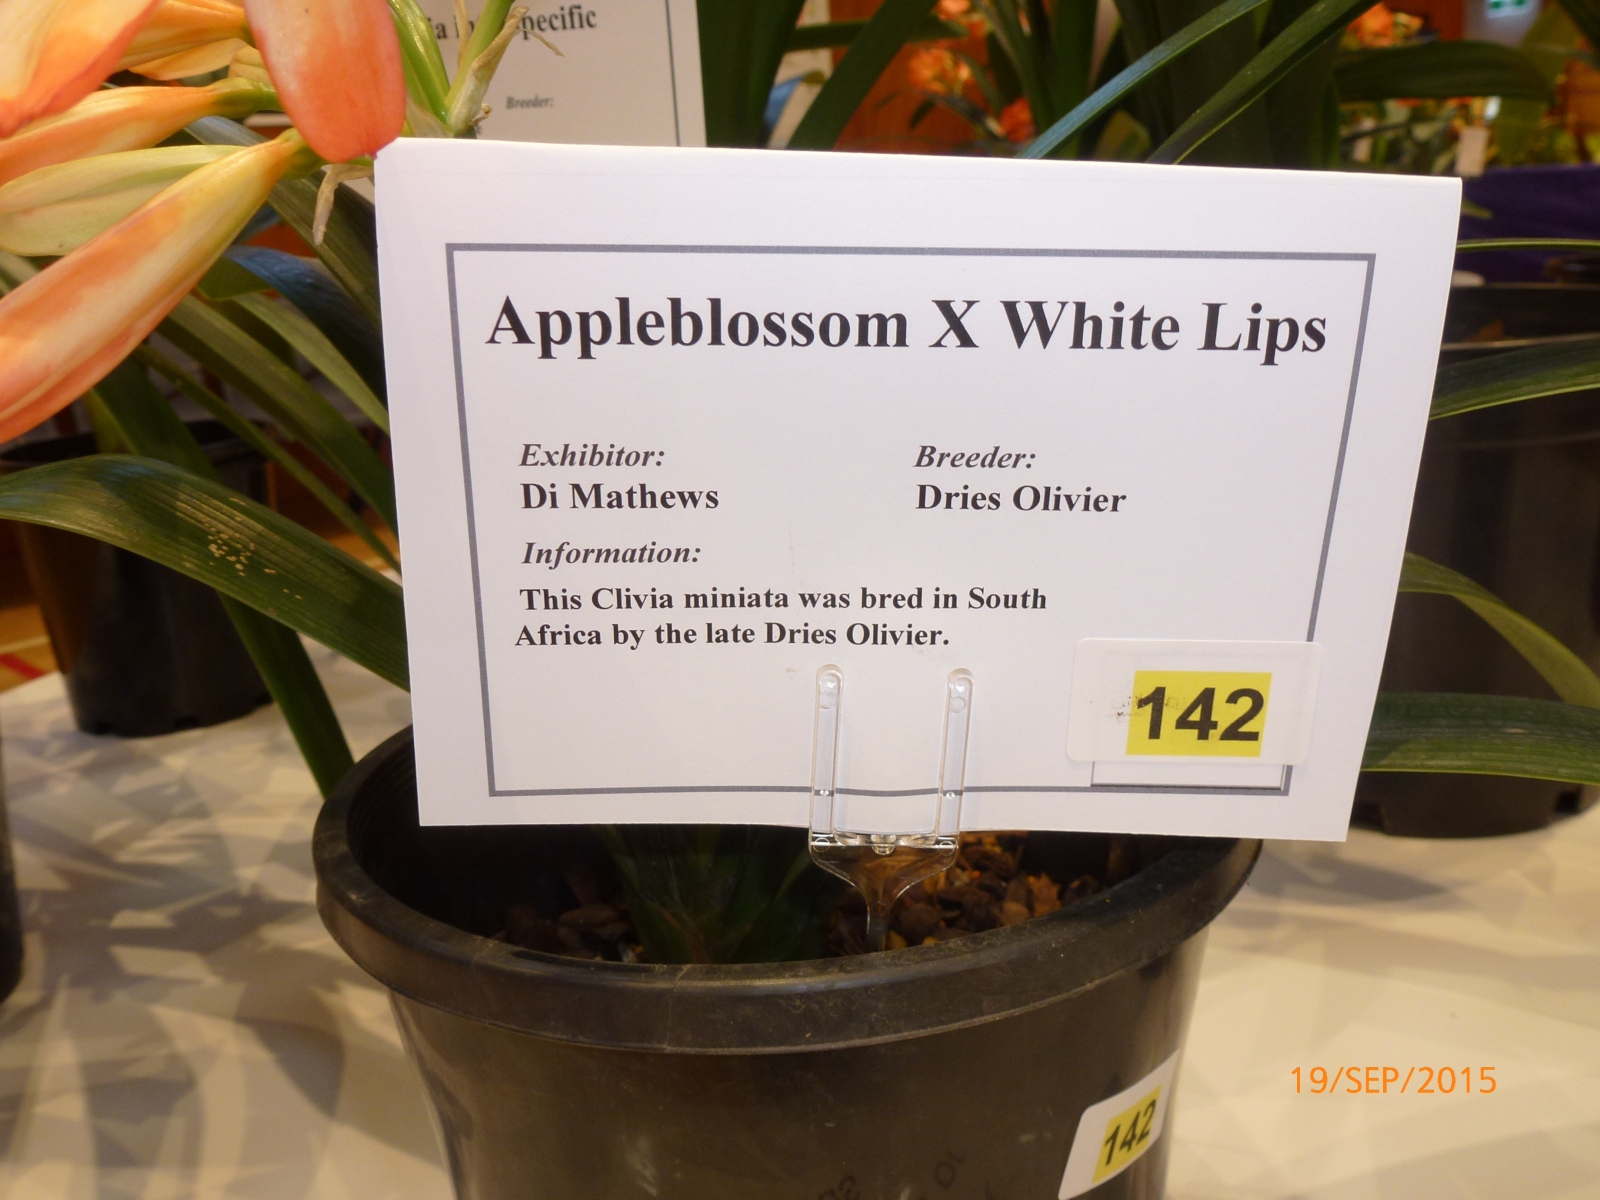 specific
Breeder:
Appleblossom X White Lips
Exhibitor:
Breeder:
Di Mathews
Dries Olivier
Information:
This Clivia miniata was bred in South
Africa by the late Dries Olivier.
142
19/SEP/2015
142